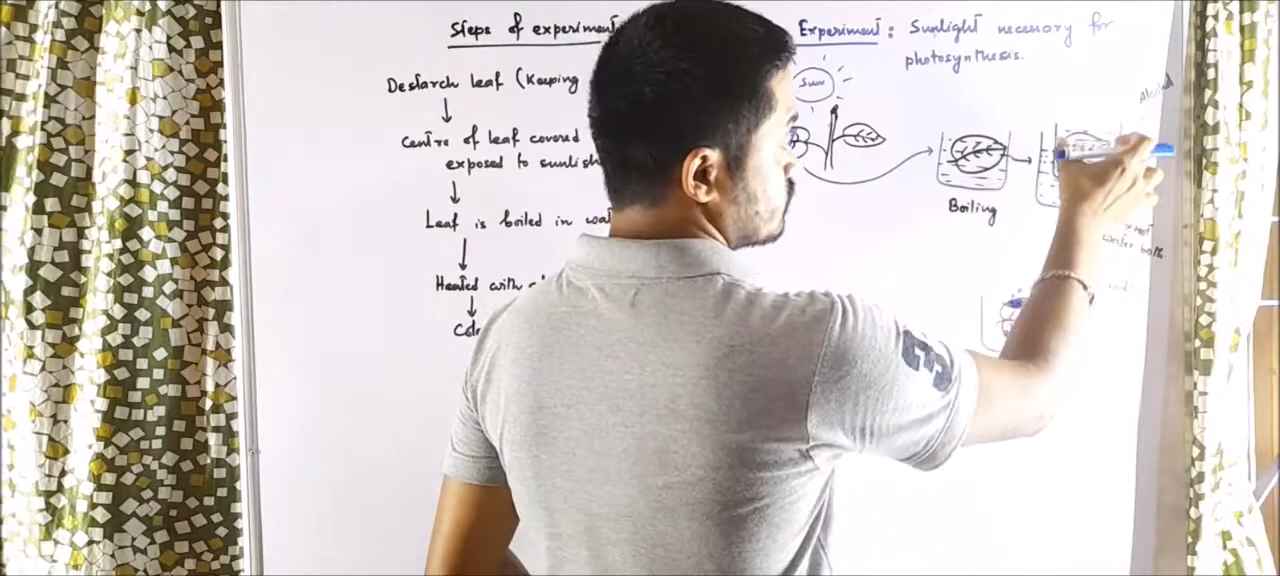 Steps of experiment
Destarch leaf (Keeping
Centre of leaf covered
exposed to sunligh
Leaf is boiled in wat
Heated with
Experiment: Sunlight necessary for
photosynthesis.
Sun
Alcohol
Boiling
Hot
water bath
3